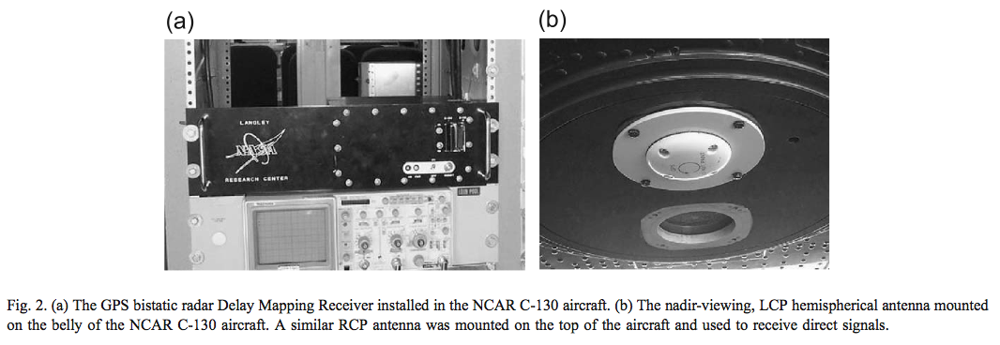 (a)
(b)
LANGLEY
NASA
RESEARCH CENTER
LOAN POOL
Fig. 2. (a) The GPS bistatic radar Delay Mapping Receiver installed in the NCAR C-130 aircraft. (b) The nadir-viewing, LCP hemispherical antenna mounted
on the belly of the NCAR C-130 aircraft. A similar RCP antenna was mounted on the top of the aircraft and used to receive direct signals.